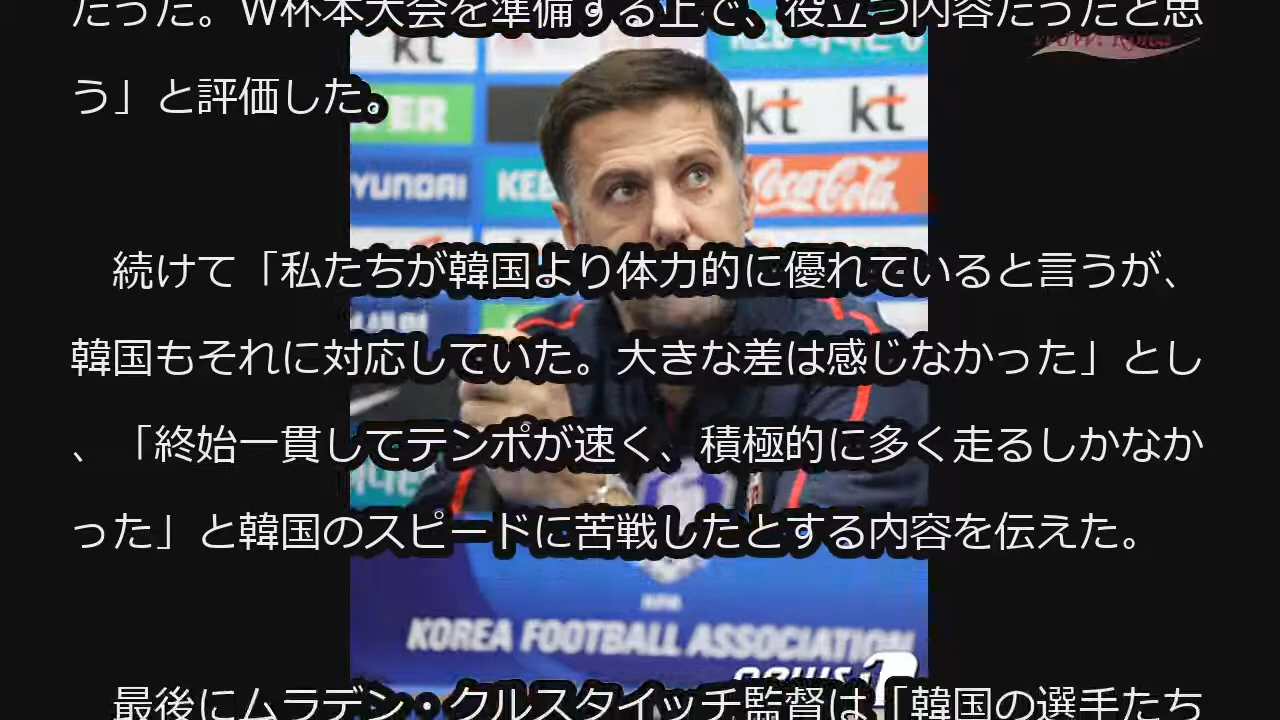 だった。W杯本大会を準備する上で、役立つ内容だったと思
う」と評価した。
続けて「私たちが韓国より体力的に優れていると言うが、
韓国もそれに対応していた。大きな差は感じなかった」とし
、「終始一貫してテンポが速く、積極的に多く走るしかなか
った」と韓国のスピードに苦戦したとする内容を伝えた。
最後にムラデン・クルスタイッチ監督は「韓国の選手たち
WoW! Korea
kt
kt
kt
YUNDAI
KEB
Coca-Cola
KOREA FOOTBALL ASSOCIATION